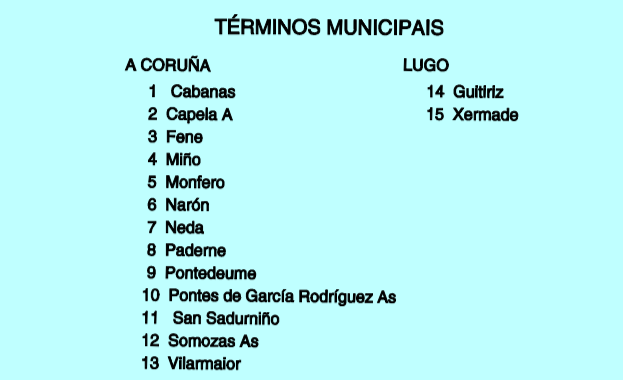 TÉRMINOS MUNICIPAIS
A CORUÑA
1 Cabanas
2 Capela A
3 Fene
4 Miño
5 Monfero
6 Narón
7 Neda
8 Paderne
9 Pontedeume
10 Pontes de García Rodríguez As
11 San Sadurniño
12 Somozas As
13 Vilarmaior
LUGO
14 Guitiriz
15 Xermade